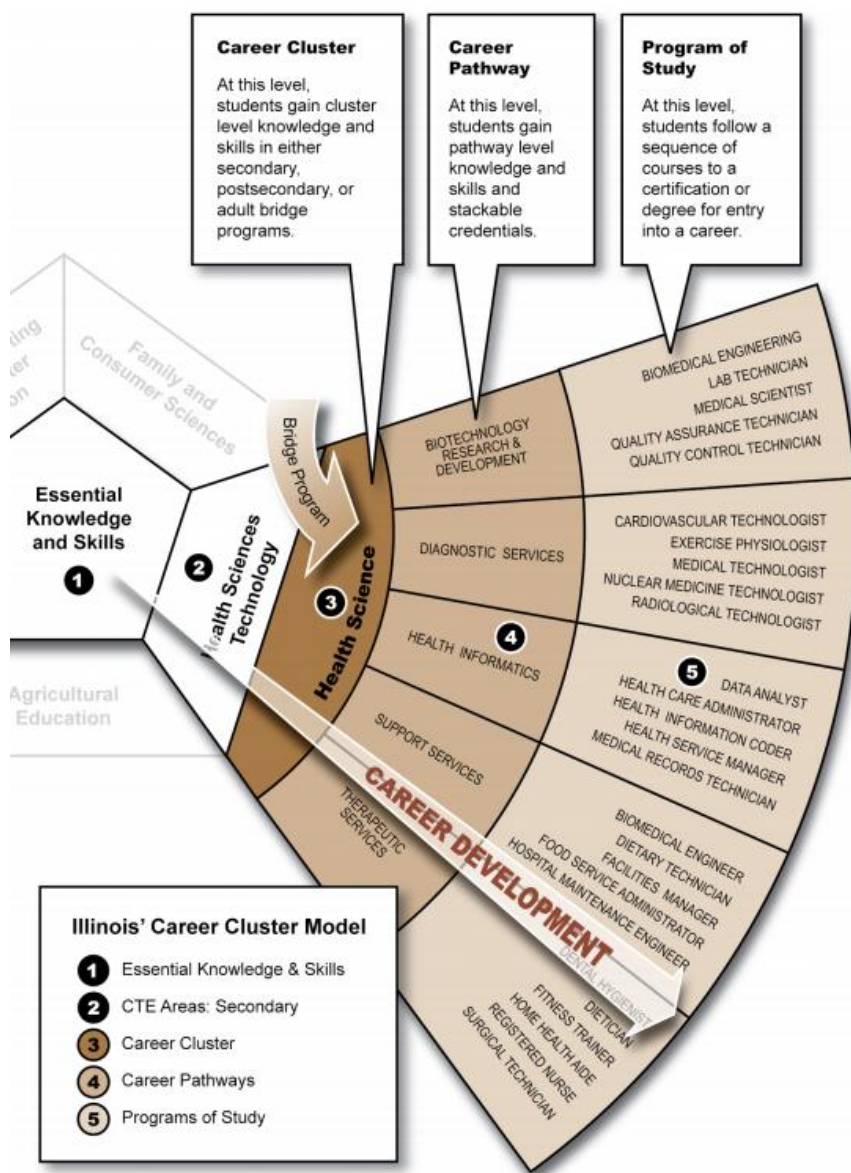 Career Cluster
At this level,
students gain cluster
level knowledge and
skills in either
secondary,
postsecondary, or
adult bridge
programs.
Career
Pathway
At this level,
students gain
pathway level
knowledge and
skills and
stackable
credentials.
Program of
Study
At this level,
students follow a
sequence of
courses to a
certification or
degree for entry
into a career.
Family and
Consumer Sciences
Bridge Program
Essential
Knowledge
and Skills
1
2
Health Sciences
Technology
3
Health Science
Agricultural
Education
BIOTECHNOLOGY
RESEARCH &
DEVELOPMENT
DIAGNOSTIC SERVICES
4
HEALTH INFORMATICS
SUPPORT SERVICES
THERAPEUTIC
SERVICES
BIOMEDICAL ENGINEERING
LAB TECHNICIAN
MEDICAL SCIENTIST
QUALITY ASSURANCE TECHNICIAN
QUALITY CONTROL TECHNICIAN
CARDIOVASCULAR TECHNOLOGIST
EXERCISE PHYSIOLOGIST
MEDICAL TECHNOLOGIST
NUCLEAR MEDICINE TECHNOLOGIST
RADIOLOGICAL TECHNOLOGIST
5
DATA ANALYST
HEALTH CARE ADMINISTRATOR
HEALTH INFORMATION CODER
HEALTH SERVICE MANAGER
MEDICAL RECORDS TECHNICIAN
BIOMEDICAL ENGINEER
DIETARY TECHNICIAN
FACILITIES MANAGER
FOOD SERVICE ADMINISTRATOR
HOSPITAL MAINTENANCE ENGINEER
CAREER DEVELOPMENT
DENTAL HYGIENIST
DIETICIAN
FITNESS TRAINER
HOME HEALTH AIDE
REGISTERED NURSE
SURGICAL TECHNICIAN
Illinois' Career Cluster Model
1 Essential Knowledge & Skills
2 CTE Areas: Secondary
3 Career Cluster
4 Career Pathways
5 Programs of Study